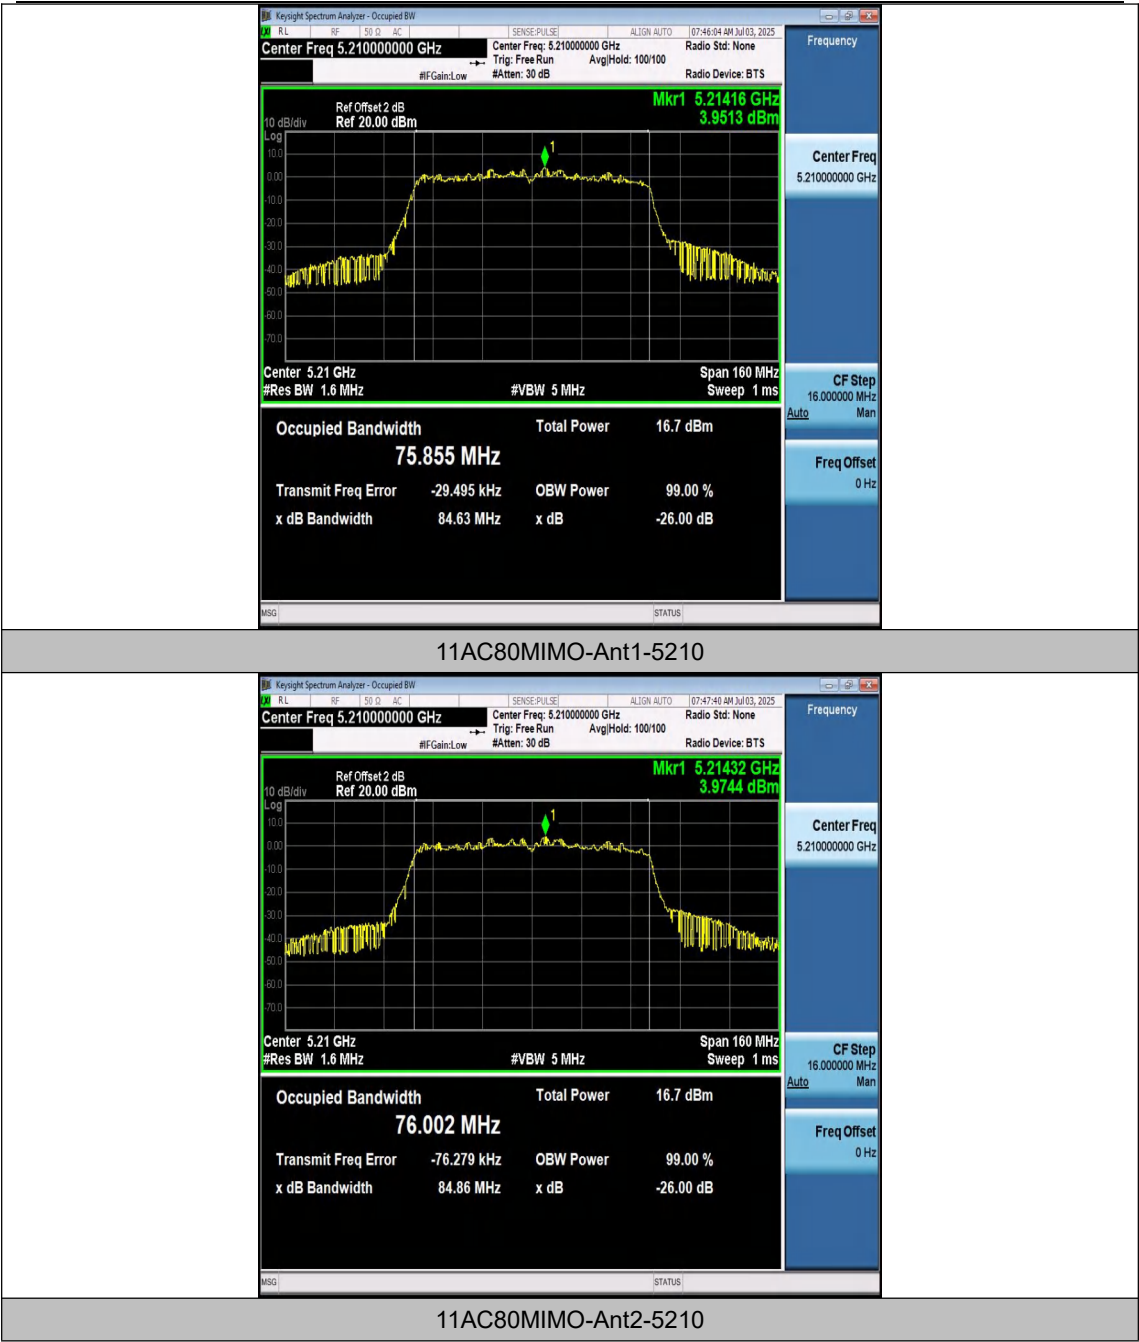 Keysight Spectrum Analyzer - Occupied BW
RL RF 50 Ω AC SENSE:PULSE ALIGN AUTO 07:46:04 AM Jul 03, 2025
Center Freq 5.210000000 GHz Center Freq: 5.210000000 GHz Radio Std: None Frequency
Trig: Free Run Avg|Hold: 100/100
#IFGain:Low #Atten: 30 dB Radio Device: BTS
Mkr1 5.21416 GHz
Ref Offset 2 dB 3.9513 dBm
10 dB/div Ref 20.00 dBm
Log
10.0
0.00
-10.0
-20.0
-30.0
-40.0
-50.0
-60.0
-70.0
1
Center Freq
5.210000000 GHz
Center 5.21 GHz Span 160 MHz
#Res BW 1.6 MHz #VBW 5 MHz Sweep 1 ms
CF Step
16.000000 MHz
Auto Man
Occupied Bandwidth Total Power 16.7 dBm
75.855 MHz
Freq Offset
0 Hz
Transmit Freq Error -29.495 kHz OBW Power 99.00 %
x dB Bandwidth 84.63 MHz x dB -26.00 dB
MSG STATUS
11AC80MIMO-Ant1-5210
Keysight Spectrum Analyzer - Occupied BW
RL RF 50 Ω AC SENSE:PULSE ALIGN AUTO 07:47:40 AM Jul 03, 2025
Center Freq 5.210000000 GHz Center Freq: 5.210000000 GHz Radio Std: None Frequency
Trig: Free Run Avg|Hold: 100/100
#IFGain:Low #Atten: 30 dB Radio Device: BTS
Mkr1 5.21432 GHz
Ref Offset 2 dB 3.9744 dBm
10 dB/div Ref 20.00 dBm
Log
10.0
0.00
-10.0
-20.0
-30.0
-40.0
-50.0
-60.0
-70.0
1
Center Freq
5.210000000 GHz
Center 5.21 GHz Span 160 MHz
#Res BW 1.6 MHz #VBW 5 MHz Sweep 1 ms
CF Step
16.000000 MHz
Auto Man
Occupied Bandwidth Total Power 16.7 dBm
76.002 MHz
Freq Offset
0 Hz
Transmit Freq Error -76.279 kHz OBW Power 99.00 %
x dB Bandwidth 84.86 MHz x dB -26.00 dB
MSG STATUS
11AC80MIMO-Ant2-5210